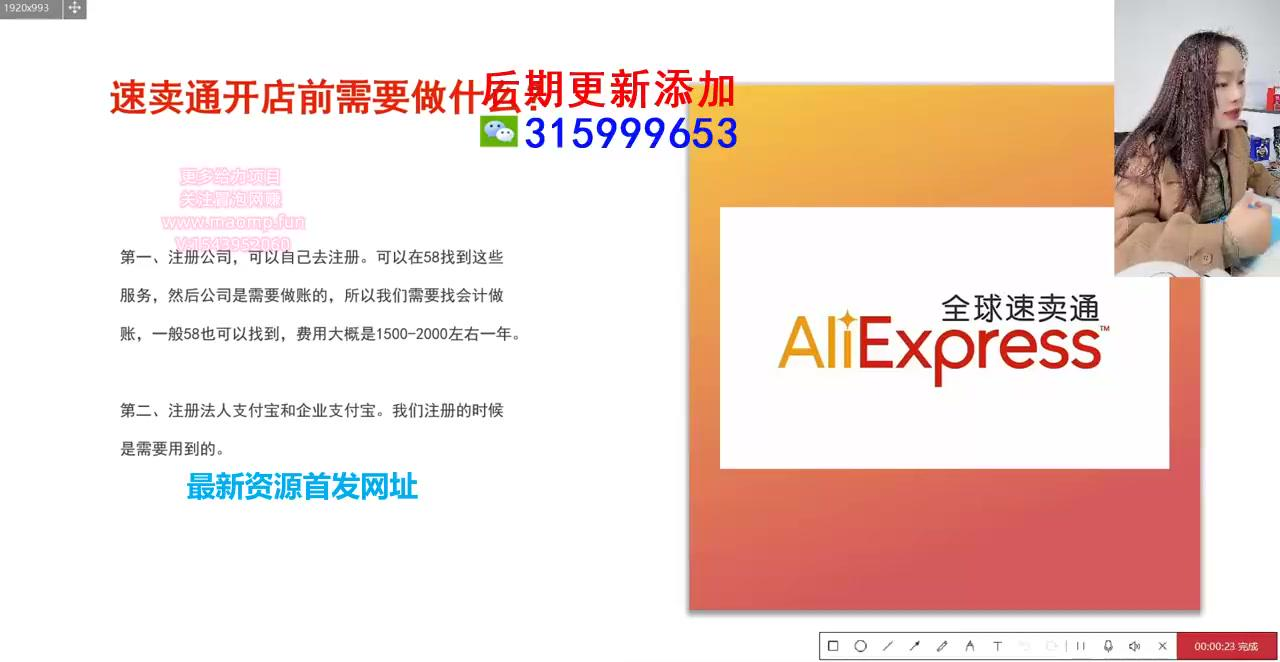 1920x993
速卖通开店前需要做什么？
后期更新添加
315999653
更多给力项目
关注冒泡网赚
www.maomp.fun
V:1543952060
第一、注册公司，可以自己去注册。可以在58找到这些
服务，然后公司是需要做账的，所以我们需要找会计做
账，一般58也可以找到，费用大概是1500-2000左右一年。
第二、注册法人支付宝和企业支付宝。我们注册的时候
是需要用到的。
最新资源首发网址
全球速卖通
AliExpress™
00:00:23 完成